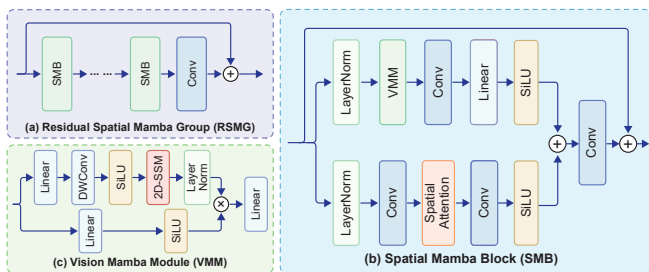 SMB
... ...
SMB
Conv
+
(a) Residual Spatial Mamba Group (RSMG)
Linear
DWConv
SiLU
2D-SSM
Layer
Norm
×
Linear
Linear
SiLU
(c) Vision Mamba Module (VMM)
LayerNorm
VMM
Conv
Linear
SiLU
+
Conv
+
LayerNorm
Conv
Spatial
Attention
Conv
SiLU
(b) Spatial Mamba Block (SMB)